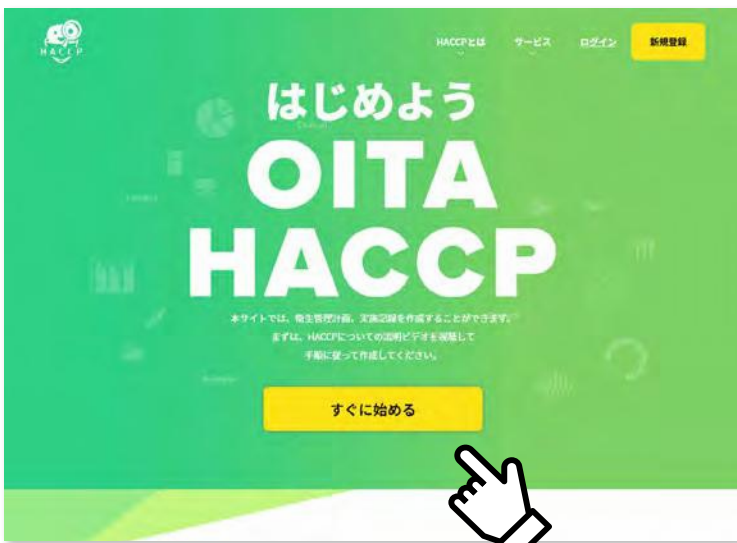 HACCP
HACCPとは サービス ログイン 新規登録
はじめよう
OITA
HACCP
本サイトでは、衛生管理計画、実施記録を作成することができます。
まずは、HACCPについての説明ビデオを視聴して
手順に従って作成してください。
すぐに始める